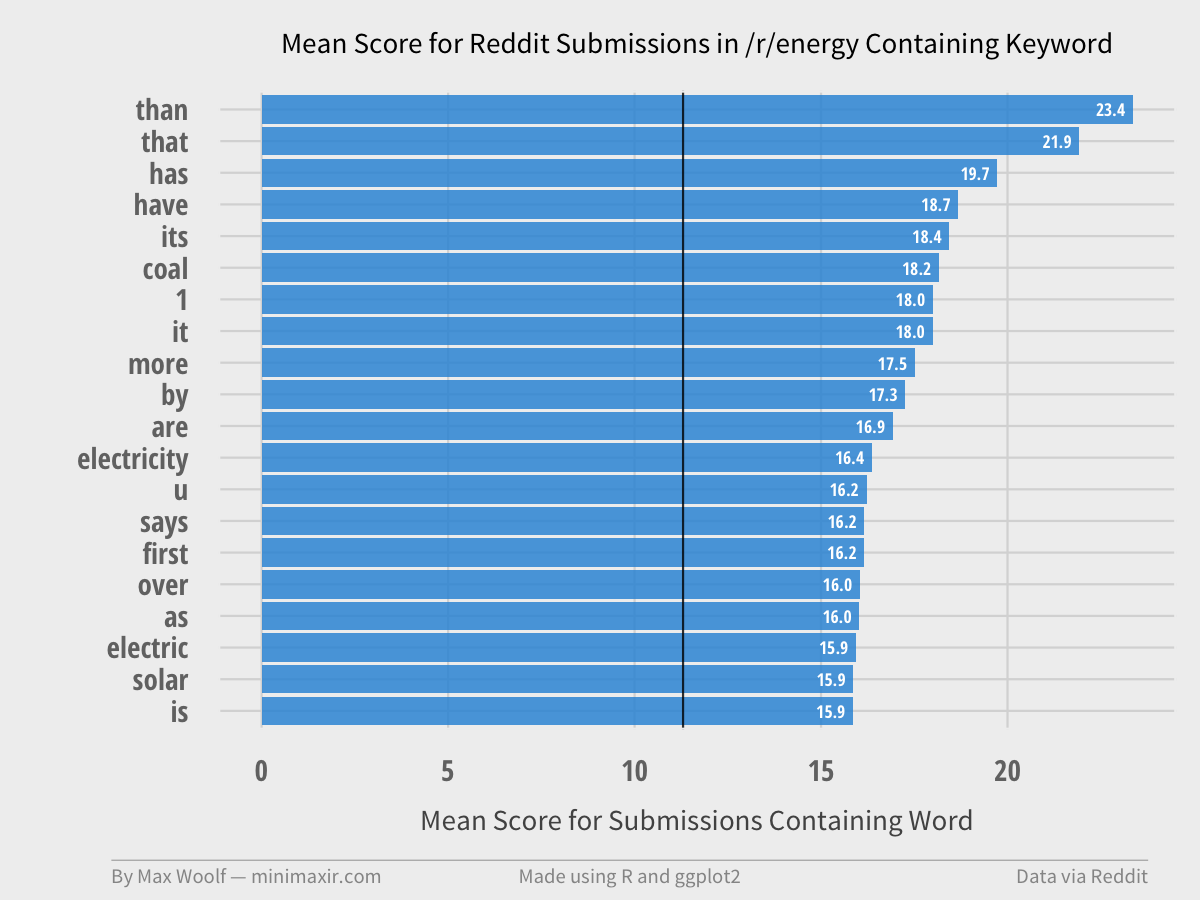 Mean Score for Reddit Submissions in /r/energy Containing Keyword
than 23.4
that 21.9
has 19.7
have 18.7
its 18.4
coal 18.2
1 18.0
it 18.0
more 17.5
by 17.3
are 16.9
electricity 16.4
u 16.2
says 16.2
first 16.2
over 16.0
as 16.0
electric 15.9
solar 15.9
is 15.9
0 5 10 15 20
Mean Score for Submissions Containing Word
By Max Woolf — minimaxir.com Made using R and ggplot2 Data via Reddit